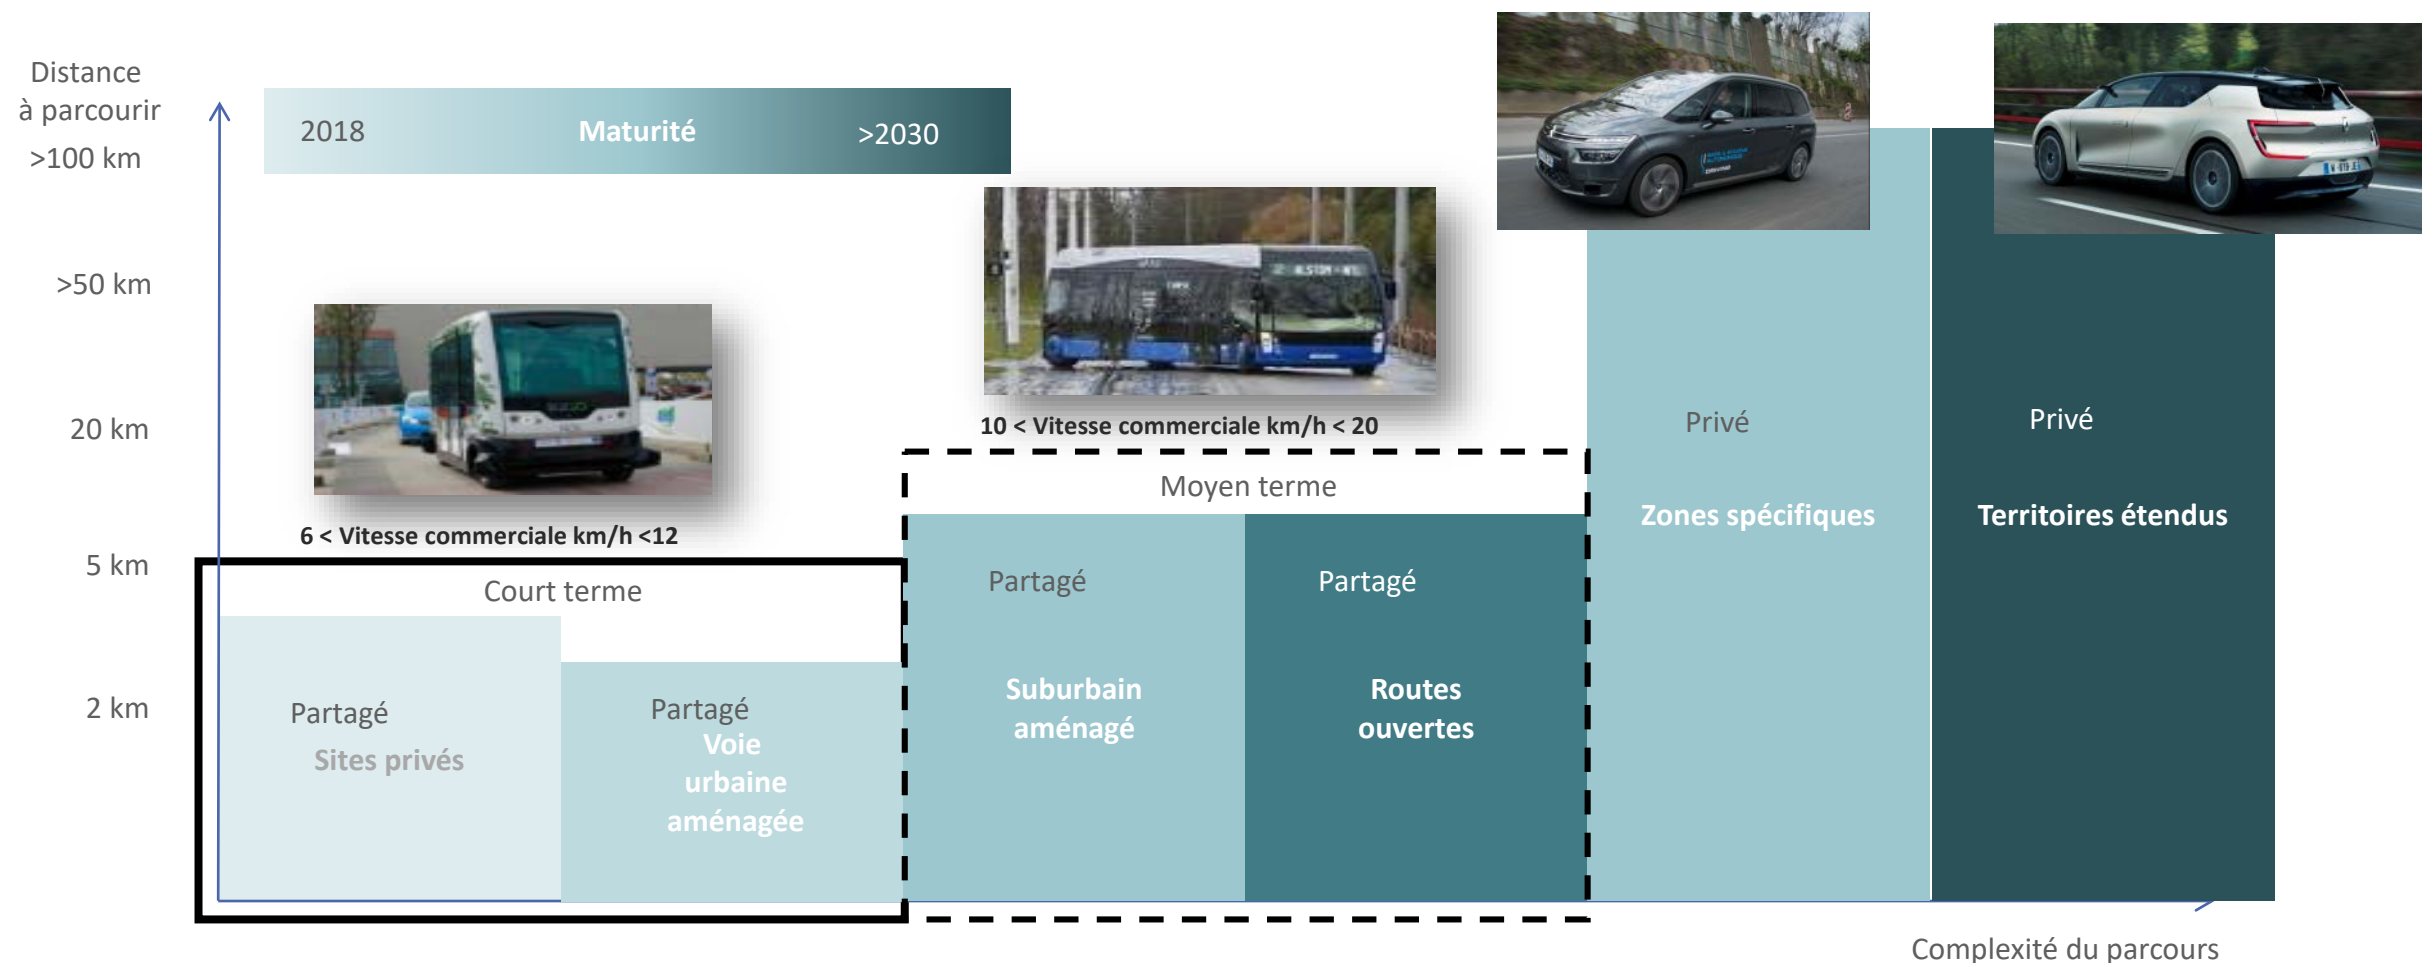 Distance
à parcourir
>100 km
>50 km
20 km
5 km
2 km
2018
Maturité
>2030
6 < Vitesse commerciale km/h <12
10 < Vitesse commerciale km/h < 20
Court terme
Moyen terme
Partagé
Sites privés
Partagé
Voie
urbaine
aménagée
Partagé
Suburbain
aménagé
Partagé
Routes
ouvertes
Privé
Zones spécifiques
Privé
Territoires étendus
Complexité du parcours